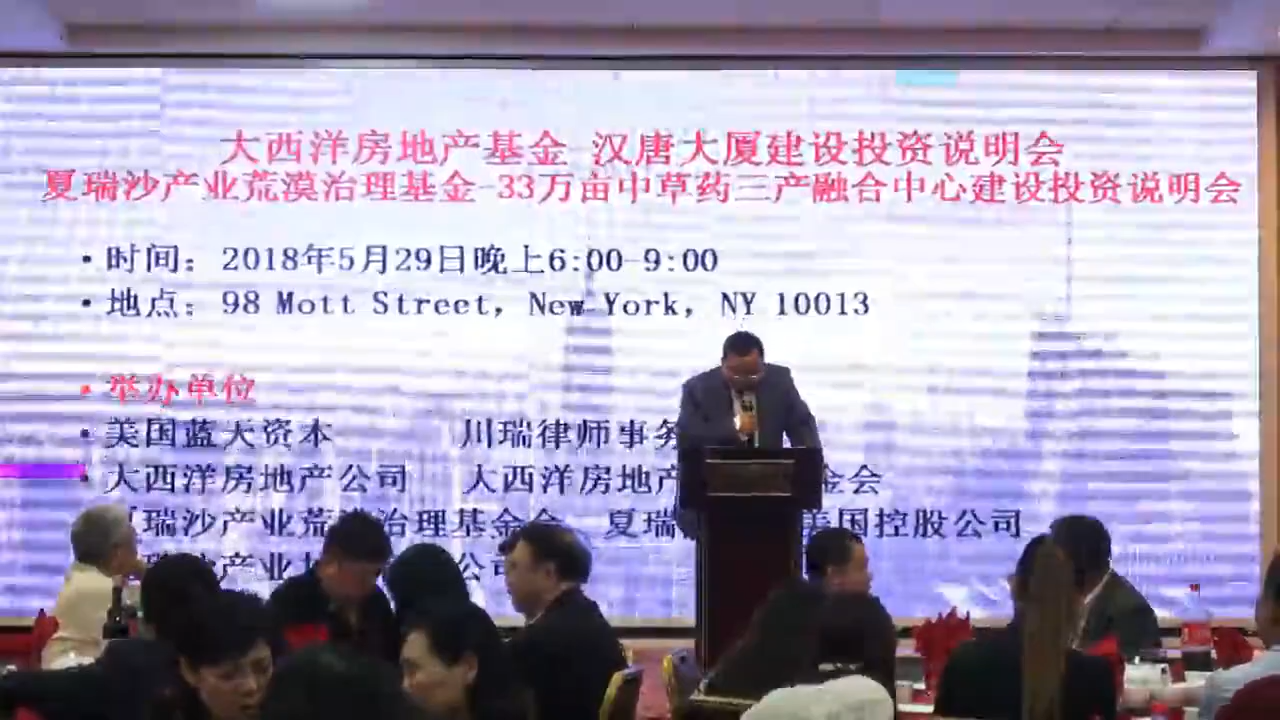 大西洋房地产基金-汉唐大厦建设投资说明会
夏瑞沙产业荒漠治理基金-33万亩中草药三产融合中心建设投资说明会
• 时间：2018年5月29日晚上6:00-9:00
• 地点：98 Mott Street, New York, NY 10013
• 举办单位
• 美国蓝天资本 川瑞律师事务
• 大西洋房地产公司 大西洋房地产 金会
瑞沙产业荒漠治理基金会 夏瑞 美国控股公司
产业 公司